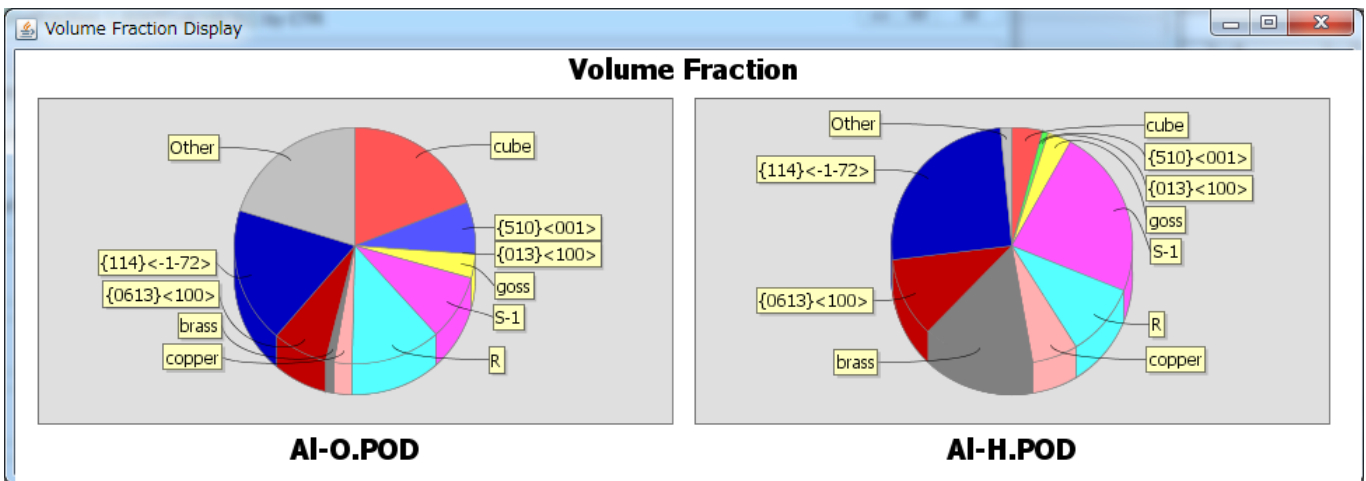 Volume Fraction Display
Volume Fraction
Other
cube
{510}<001>
{013}<100>
goss
S-1
R
{114}<-1-72>
{0613}<100>
brass
copper
Al-O.POD
Other
cube
{510}<001>
{013}<100>
goss
S-1
R
copper
{114}<-1-72>
{0613}<100>
brass
Al-H.POD